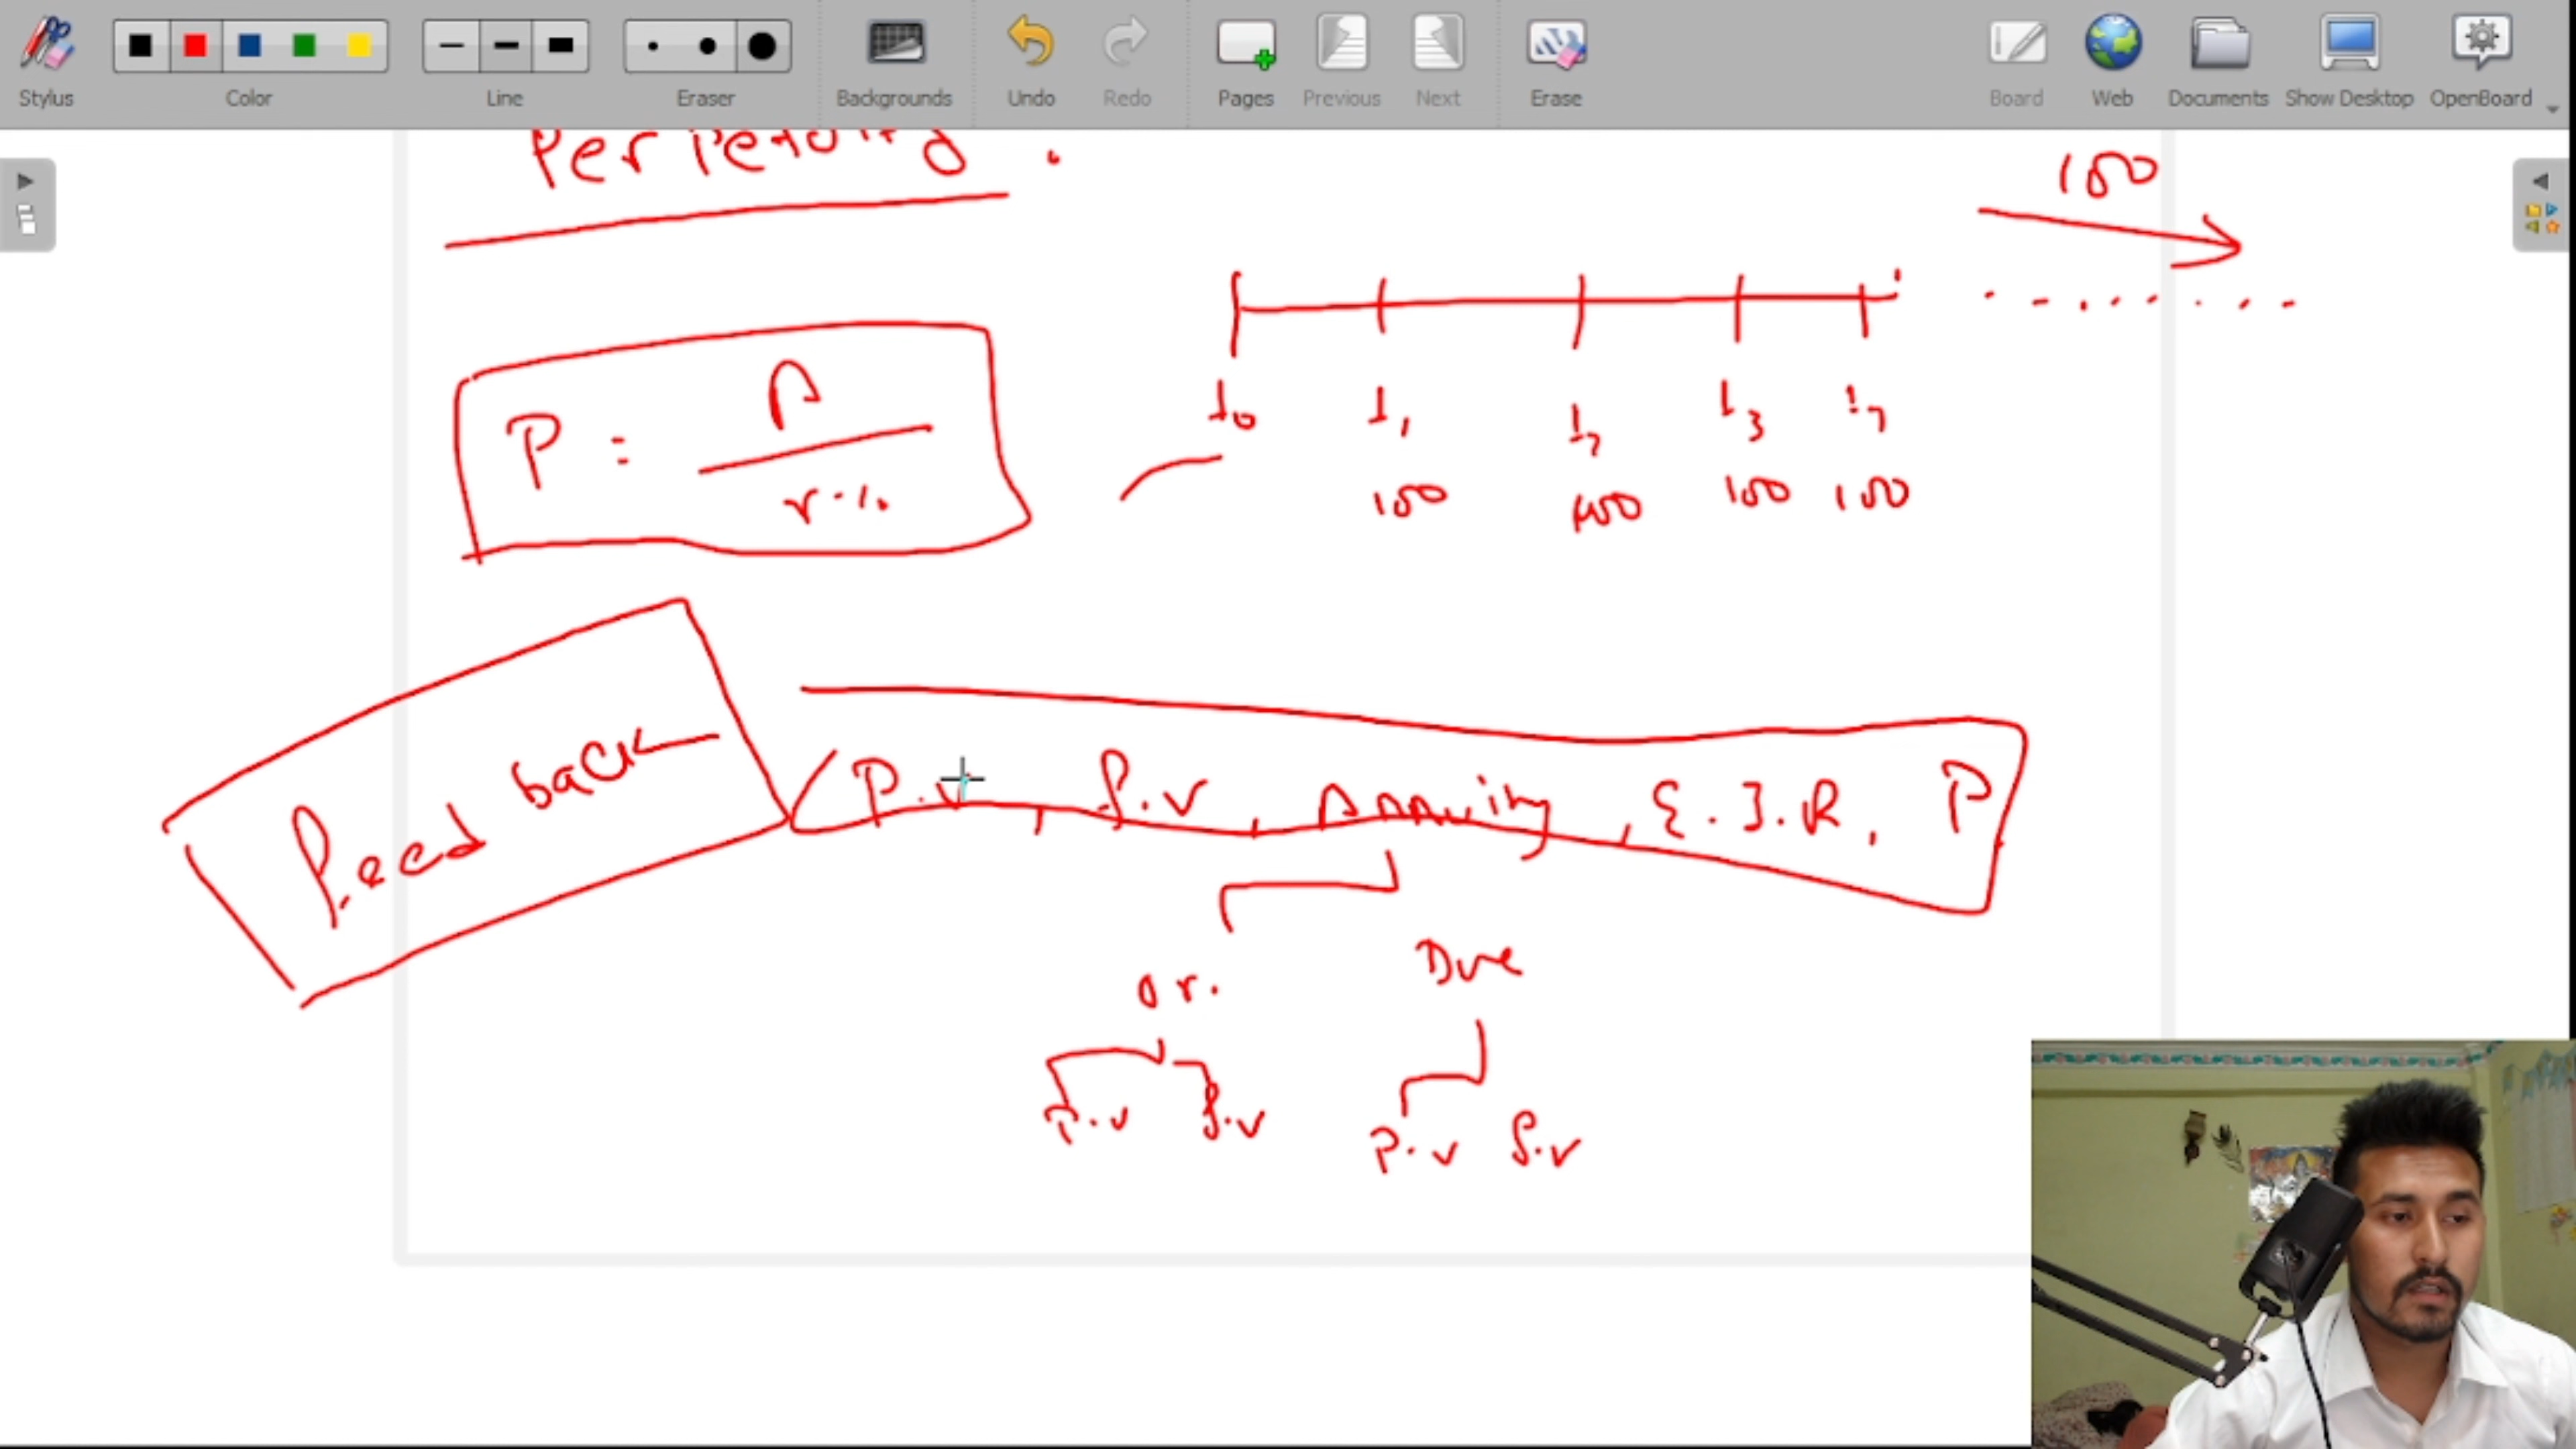 Stylus Color Line Eraser Backgrounds Undo Redo Pages Previous Next Erase Board Web Documents Show Desktop OpenBoard
Perpetuity.
100
P = A
r %
t0 t1 t2 t3 t4
100 100 100 100
Feed back
P.V, F.V, Annuity, E.I.R, P
Or. Due
P.V F.V P.V F.V